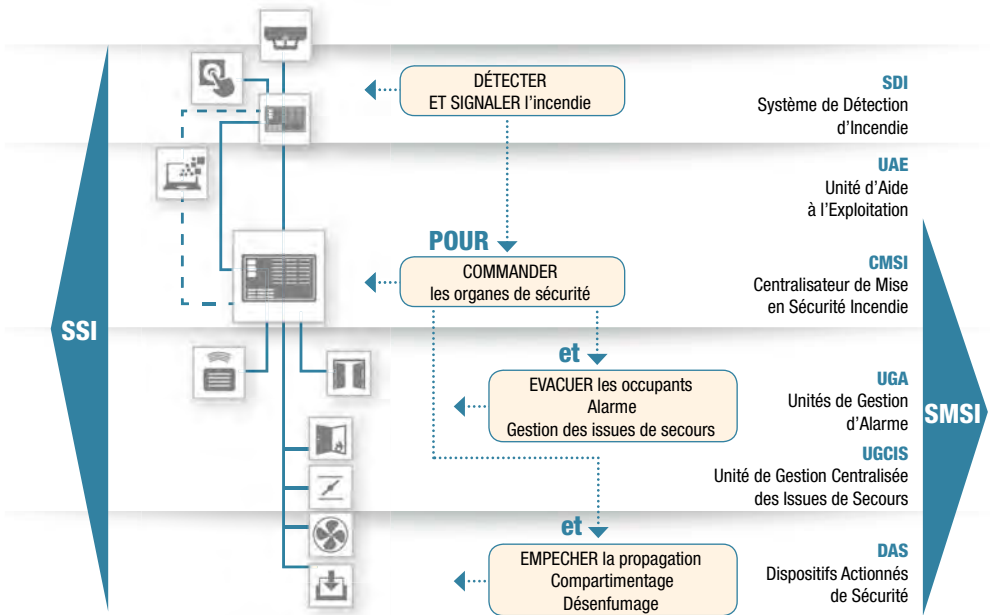 DÉTECTER
ET SIGNALER l'incendie
SDI
Système de Détection
d'Incendie
UAE
Unité d'Aide
à l'Exploitation
POUR
COMMANDER
les organes de sécurité
CMSI
Centralisateur de Mise
en Sécurité Incendie
SSI
et
EVACUER les occupants
Alarme
Gestion des issues de secours
UGA
Unités de Gestion
d'Alarme
SMSI
UGCIS
Unité de Gestion Centralisée
des Issues de Secours
et
EMPECHER la propagation
Compartimentage
Désenfumage
DAS
Dispositifs Actionnés
de Sécurité